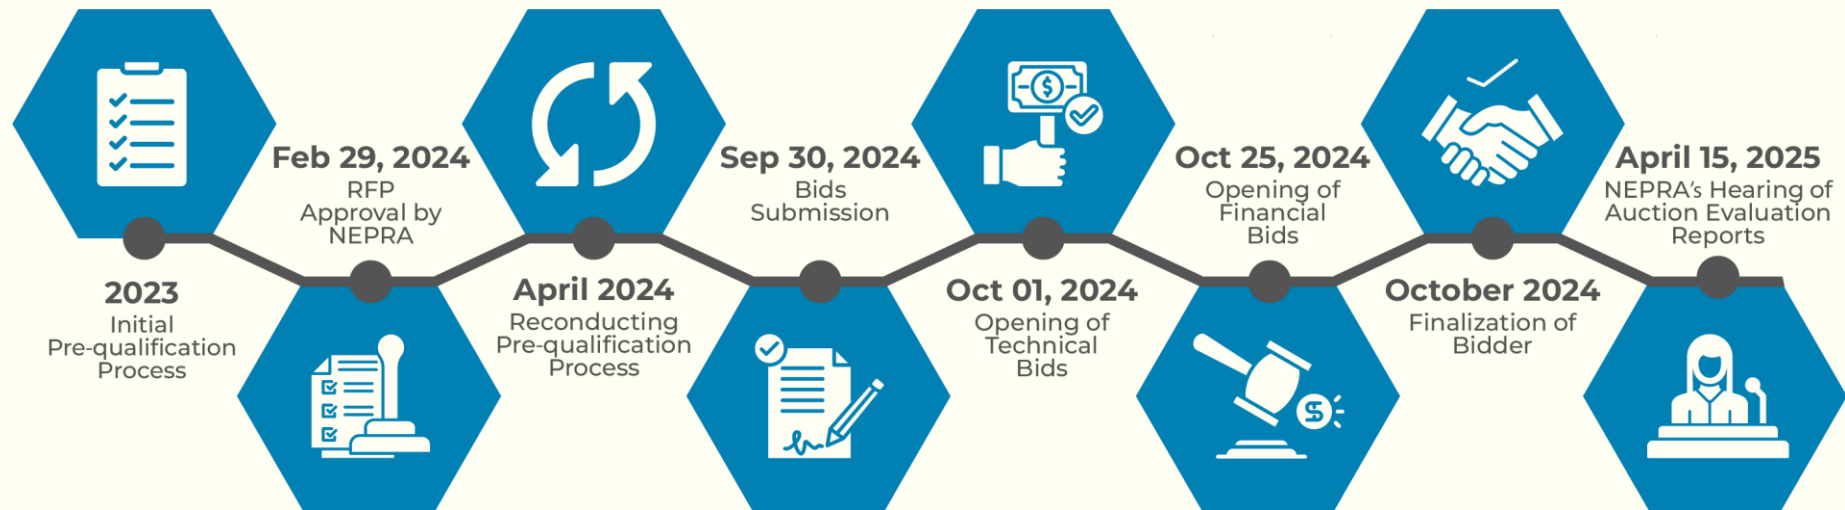 2023
Initial
Pre-qualification
Process
Feb 29, 2024
RFP
Approval by
NEPRA
April 2024
Reconducting
Pre-qualification
Process
Sep 30, 2024
Bids
Submission
Oct 01, 2024
Opening of
Technical
Bids
Oct 25, 2024
Opening of
Financial
Bids
October 2024
Finalization of
Bidder
April 15, 2025
NEPRA's Hearing of
Auction Evaluation
Reports